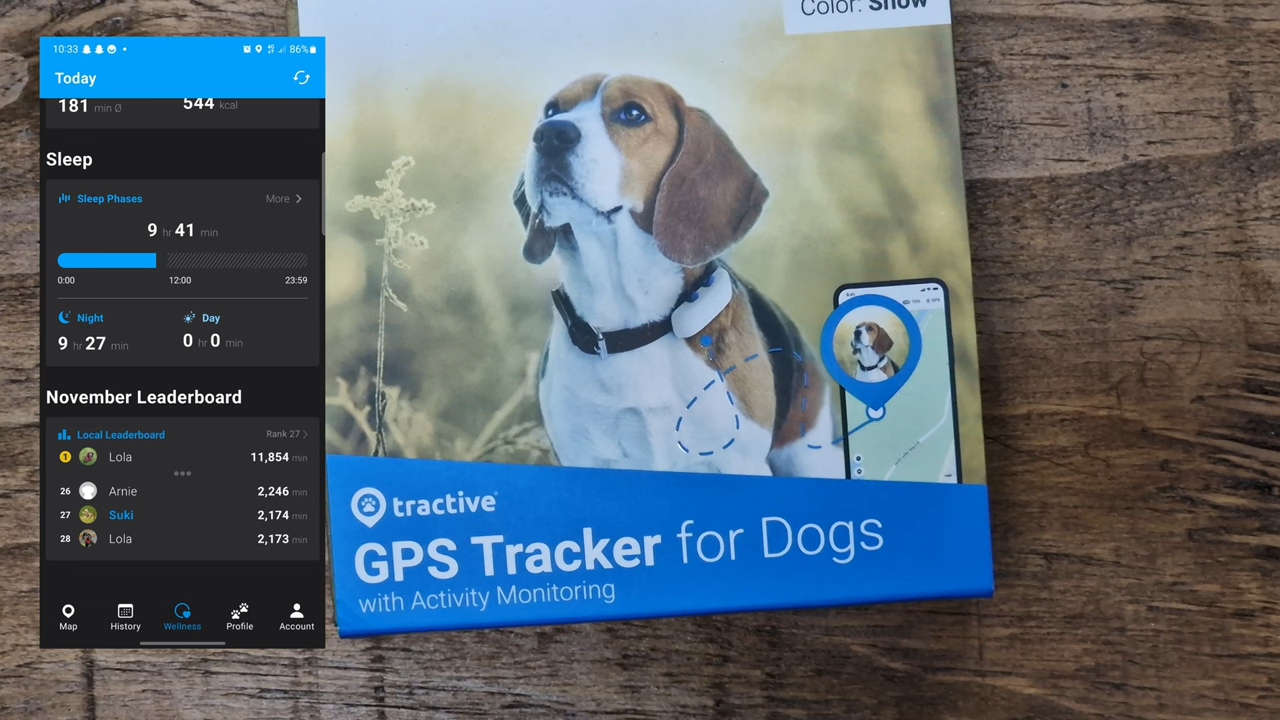 10:33
86%
Today
181 min Ø
544 kcal
Sleep
Sleep Phases
More
9 hr 41 min
0:00
12:00
23:59
Night
Day
9 hr 27 min
0 hr 0 min
November Leaderboard
Local Leaderboard
Rank 27
1 Lola 11,854 min
26 Arnie 2,246 min
27 Suki 2,174 min
28 Lola 2,173 min
Map
History
Wellness
Profile
Account
Color: Snow
tractive
GPS Tracker for Dogs
with Activity Monitoring